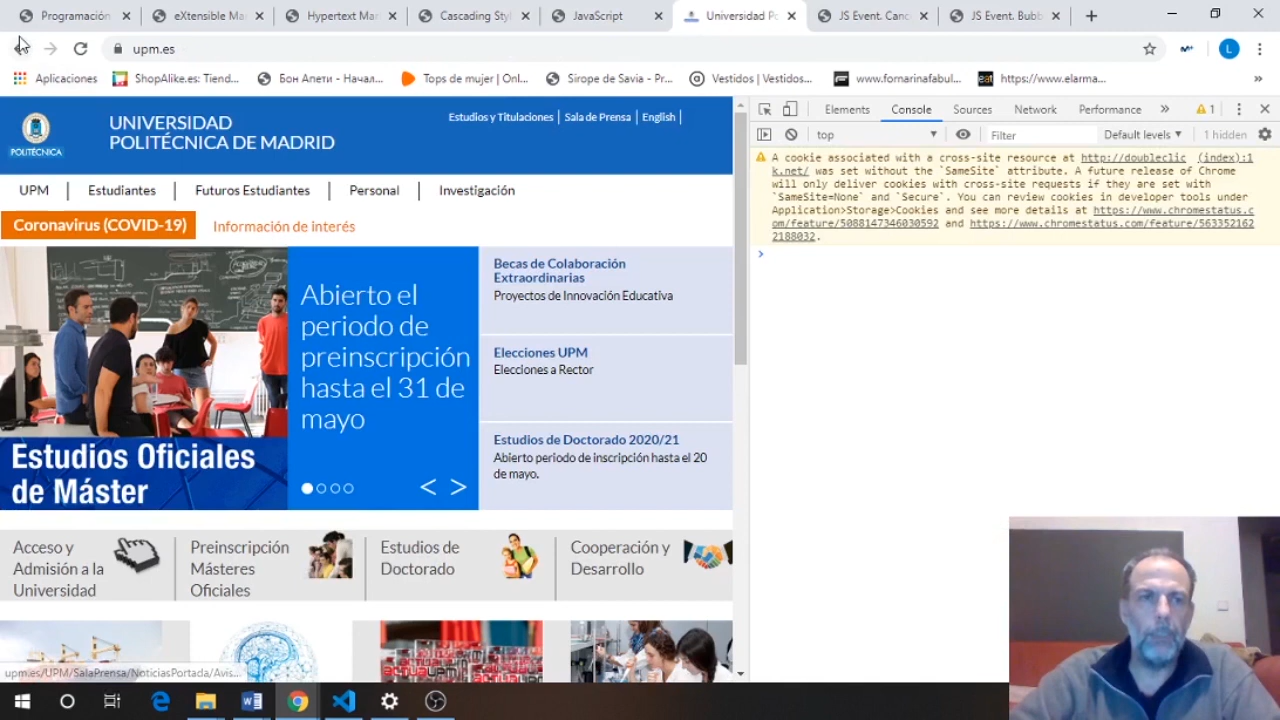 Programación
eXtensible Ma
Hypertext Mar
Cascading Styl
JavaScript
Universidad Po
JS Event. Canc
JS Event. Bubb
upm.es
L
Aplicaciones
ShopAlike.es: Tiend...
Бон Апети - Начал...
Tops de mujer | Onl...
Sirope de Savia - Pr...
Vestidos | Vestidos...
www.fornarinafabul...
eat
https://www.elarma...
»
POLITÉCNICA
UNIVERSIDAD
POLITÉCNICA DE MADRID
Estudios y Titulaciones | Sala de Prensa | English |
UPM | Estudiantes | Futuros Estudiantes | Personal | Investigación
Coronavirus (COVID-19)
Información de interés
Abierto el
periodo de
preinscripción
hasta el 31 de
mayo
< >
Estudios Oficiales
de Máster
Becas de Colaboración
Extraordinarias
Proyectos de Innovación Educativa
Elecciones UPM
Elecciones a Rector
Estudios de Doctorado 2020/21
Abierto periodo de inscripción hasta el 20
de mayo.
Acceso y
Admisión a la
Universidad
Preinscripción
Másteres
Oficiales
Estudios de
Doctorado
Cooperación y
Desarrollo
upm.es/UPM/SalaPrensa/NoticiasPortada/Avis...
Elements Console Sources Network Performance » 1
top Filter Default levels 1 hidden
A cookie associated with a cross-site resource at http://doubleclic (index):1
k.net/ was set without the `SameSite` attribute. A future release of Chrome
will only deliver cookies with cross-site requests if they are set with
`SameSite=None` and `Secure`. You can review cookies in developer tools under
Application>Storage>Cookies and see more details at https://www.chromestatus.c
om/feature/5088147346030592 and https://www.chromestatus.com/feature/563352162
2188032.